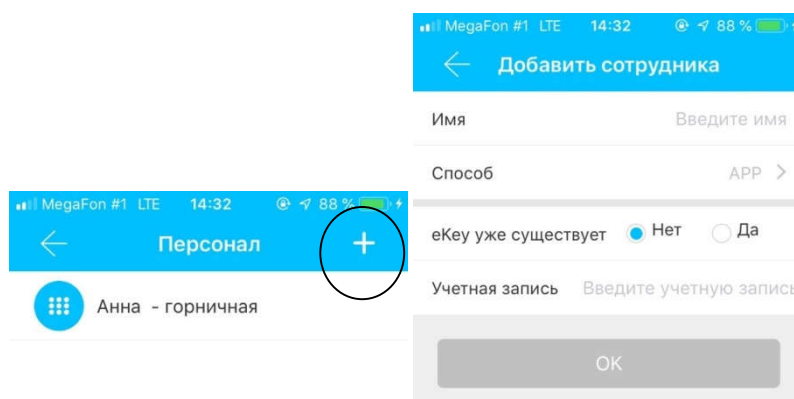 MegaFon #1 LTE 14:32 88 %
Персонал +
Анна - горничная
MegaFon #1 LTE 14:32 88 %
Добавить сотрудника
Имя Введите имя
Способ APP >
eKey уже существует Нет Да
Учетная запись Введите учетную запись
OK